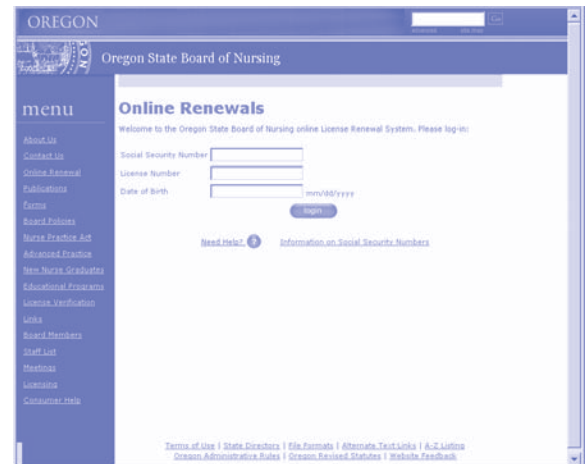 OREGON
Go
advanced site map
Oregon State Board of Nursing
menu
About Us
Contact Us
Online Renewal
Publications
Forms
Board Policies
Nurse Practice Act
Advanced Practice
New Nurse Graduates
Educational Programs
License Verification
Links
Board Members
Staff List
Meetings
Licensing
Consumer Help
Online Renewals
Welcome to the Oregon State Board of Nursing online License Renewal System. Please log-in:
Social Security Number
License Number
Date of Birth mm/dd/yyyy
login
Need Help? ? Information on Social Security Numbers
Terms of Use | State Directory | File Formats | Alternate Text Links | A-Z Listing
Oregon Administrative Rules | Oregon Revised Statutes | Website Feedback